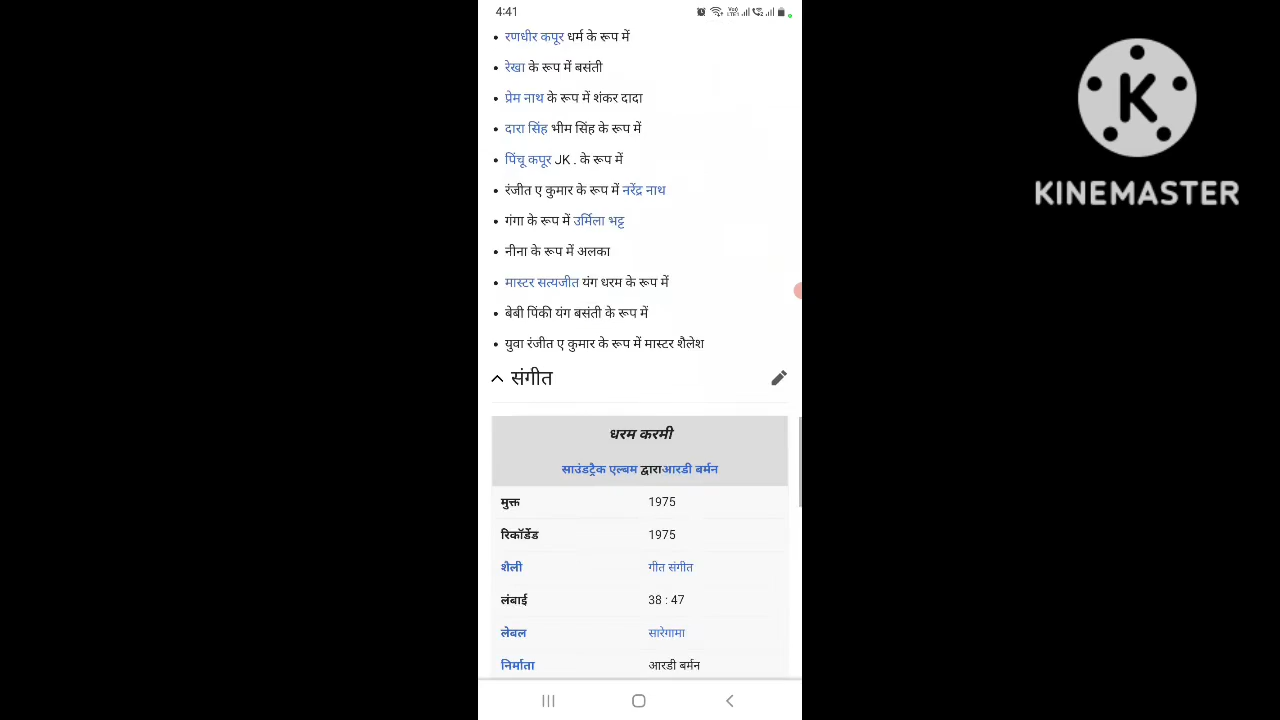 4:41
रणधीर कपूर धर्म के रूप में
रेखा के रूप में बसंती
प्रेम नाथ के रूप में शंकर दादा
दारा सिंह भीम सिंह के रूप में
पिंचू कपूर JK . के रूप में
रंजीत ए कुमार के रूप में नरेंद्र नाथ
गंगा के रूप में उर्मिला भट्ट
नीना के रूप में अलका
मास्टर सत्यजीत यंग धरम के रूप में
बेबी पिंकी यंग बसंती के रूप में
युवा रंजीत ए कुमार के रूप में मास्टर शैलेश
संगीत
धरम करमी
साउंडट्रैक एल्बम द्वाराआरडी बर्मन
मुक्त 1975
रिकॉर्डेड 1975
शैली गीत संगीत
लंबाई 38 : 47
लेबल सारेगामा
निर्माता आरडी बर्मन
K
KINEMASTER